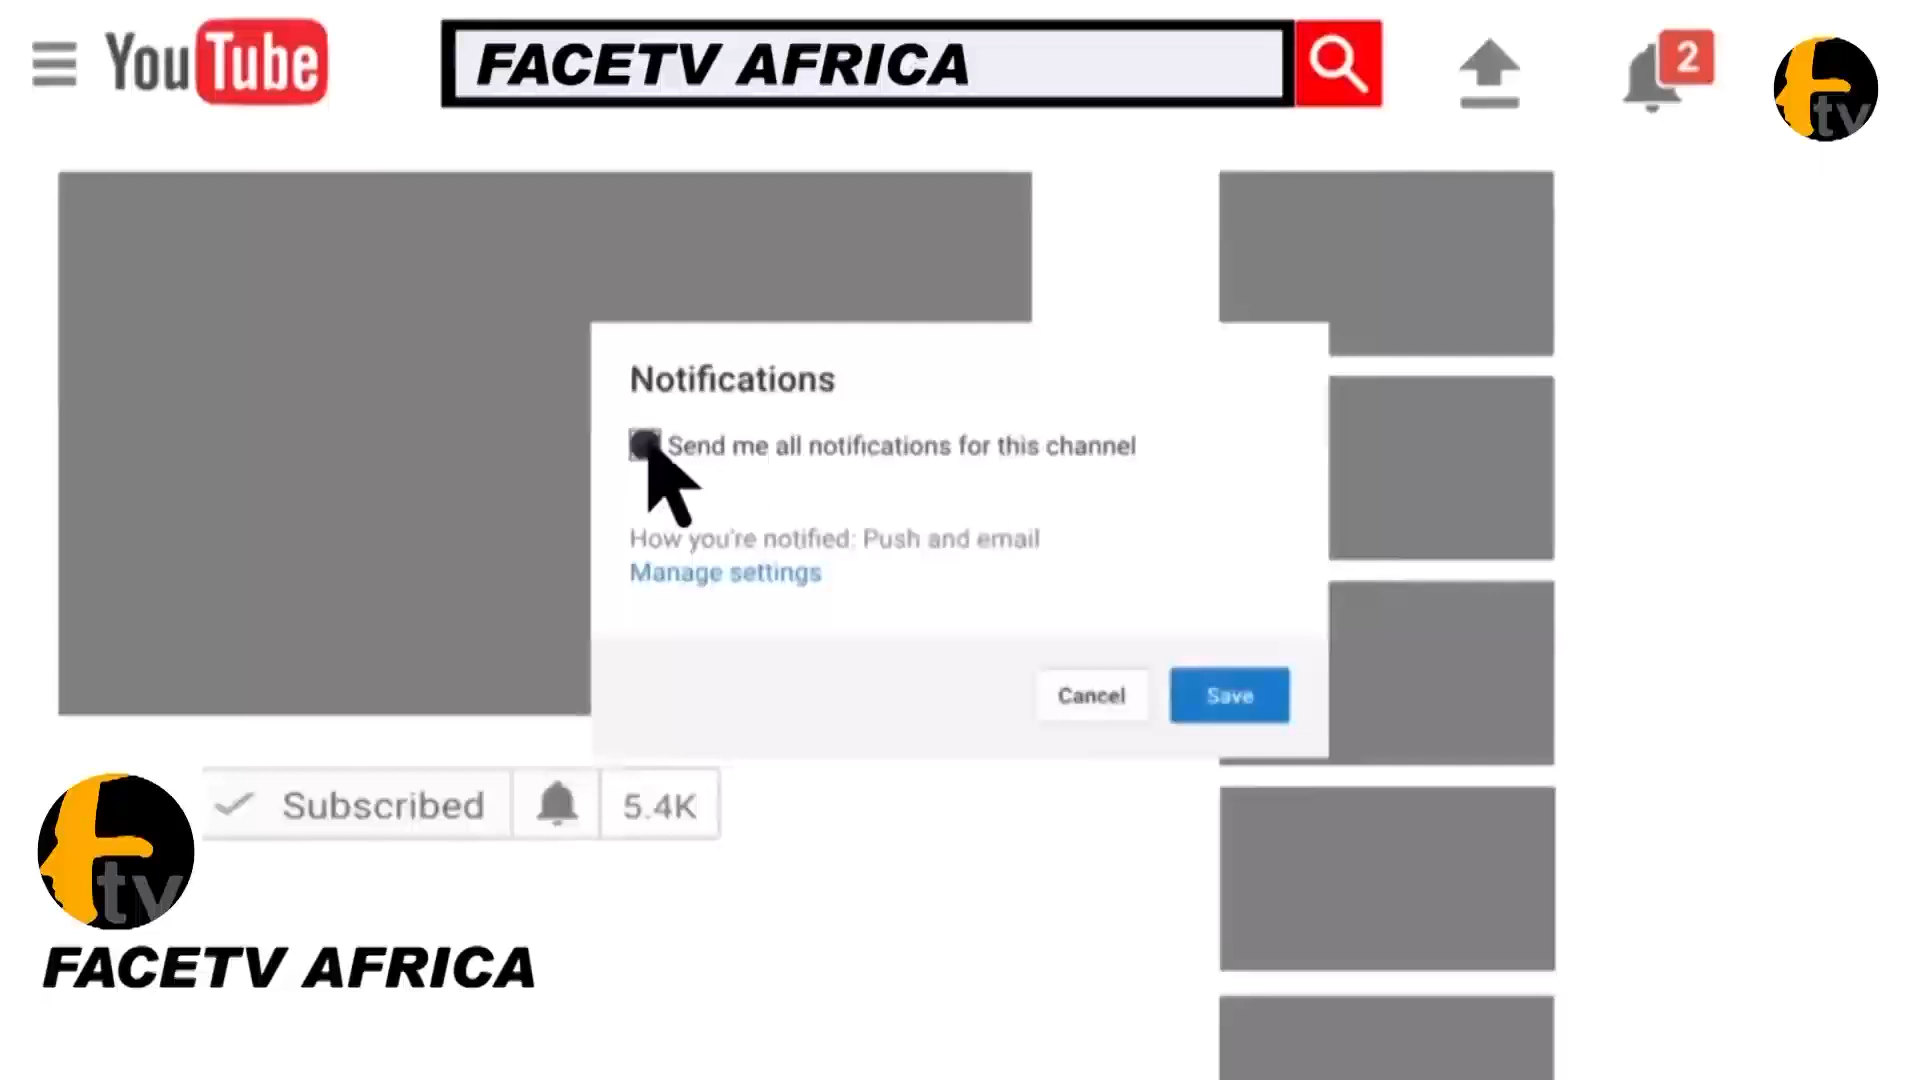 YouTube
FACETV AFRICA
2
tv
Notifications
Send me all notifications for this channel
How you're notified: Push and email
Manage settings
Cancel
Save
Subscribed
5.4K
tv
FACETV AFRICA